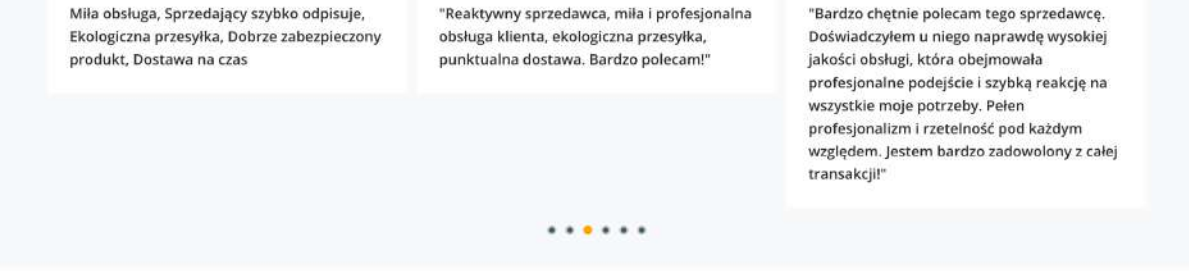 Miła obsługa, Sprzedający szybko odpisuje,
Ekologiczna przesyłka, Dobrze zabezpieczony
produkt, Dostawa na czas
"Reaktywny sprzedawca, miła i profesjonalna
obsługa klienta, ekologiczna przesyłka,
punktualna dostawa. Bardzo polecam!"
"Bardzo chętnie polecam tego sprzedawcę.
Doświadczyłem u niego naprawdę wysokiej
jakości obsługi, która obejmowała
profesjonalne podejście i szybką reakcję na
wszystkie moje potrzeby. Pełen
profesjonalizm i rzetelność pod każdym
względem. Jestem bardzo zadowolony z całej
transakcji!"